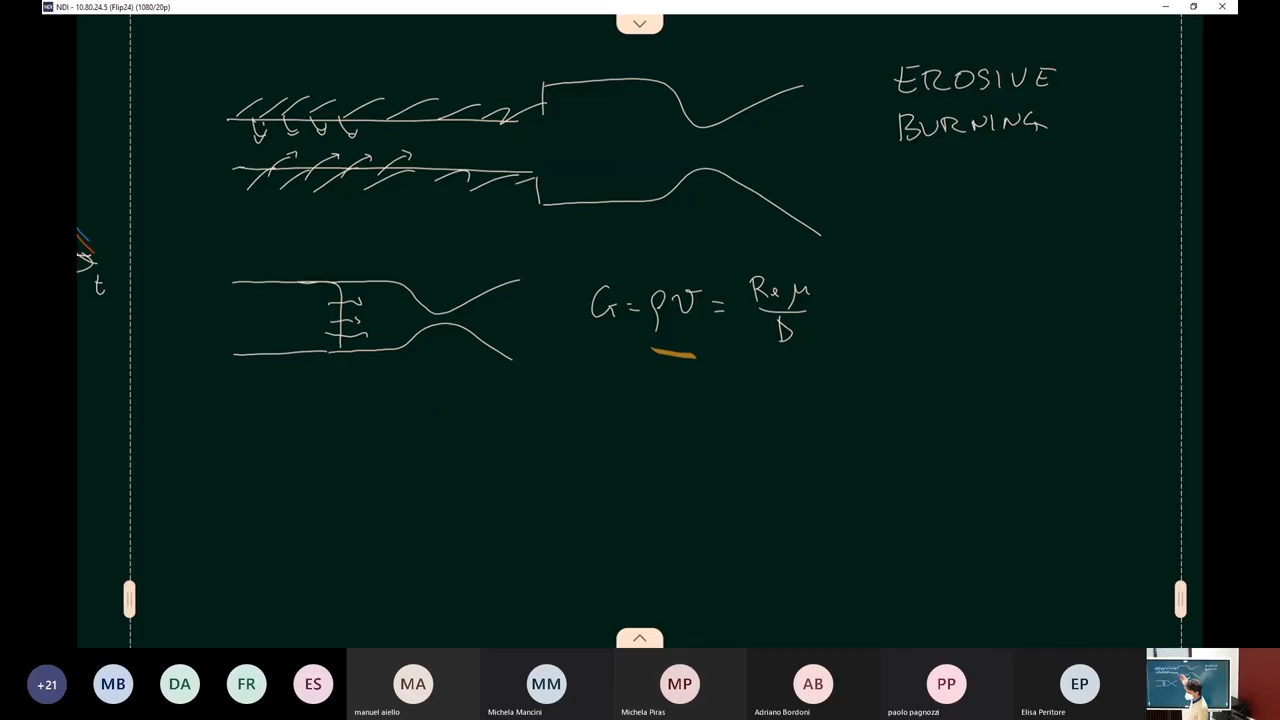 NDI - 10.80.24.5 (Flip24) (1080/20p)
EROSIVE
BURNING
t
G = ρv = Re μ / D
+21
MB
DA
FR
ES
MA
MM
MP
AB
PP
EP
manuel aiello
Michela Mancini
Michela Piras
Adriano Bordoni
paolo pagnozzi
Elisa Peritore